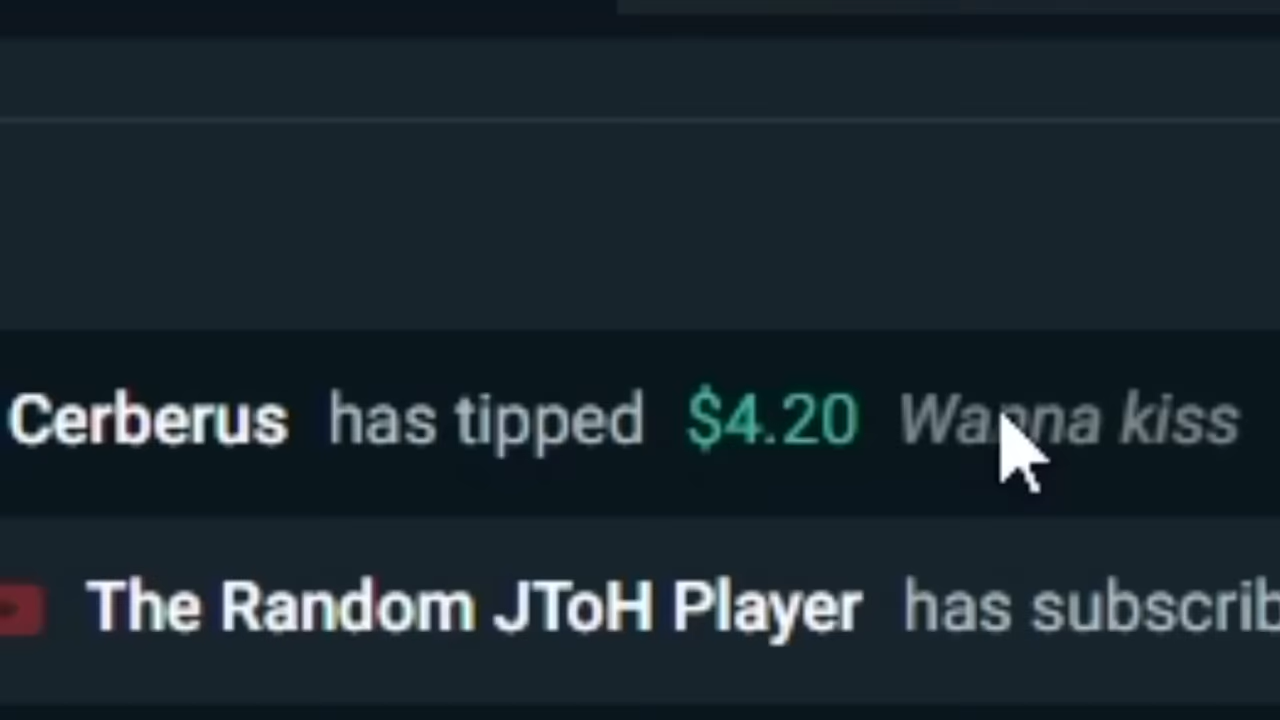 Cerberus has tipped $4.20 Wanna kiss
The Random JToH Player has subscrib